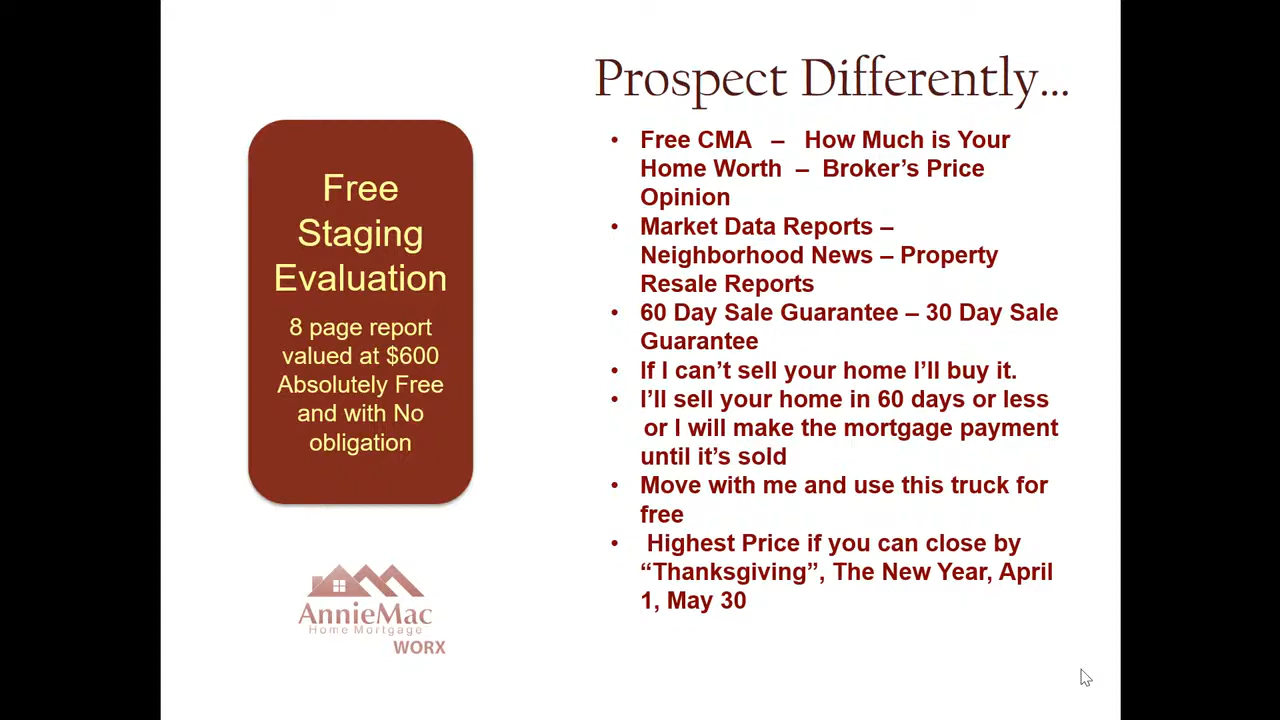 Prospect Differently...
Free
Staging
Evaluation
8 page report
valued at $600
Absolutely Free
and with No
obligation
• Free CMA – How Much is Your
Home Worth – Broker’s Price
Opinion
• Market Data Reports –
Neighborhood News – Property
Resale Reports
• 60 Day Sale Guarantee – 30 Day Sale
Guarantee
• If I can’t sell your home I’ll buy it.
• I’ll sell your home in 60 days or less
or I will make the mortgage payment
until it’s sold
• Move with me and use this truck for
free
• Highest Price if you can close by
“Thanksgiving”, The New Year, April
1, May 30
AnnieMac
Home Mortgage
WORX